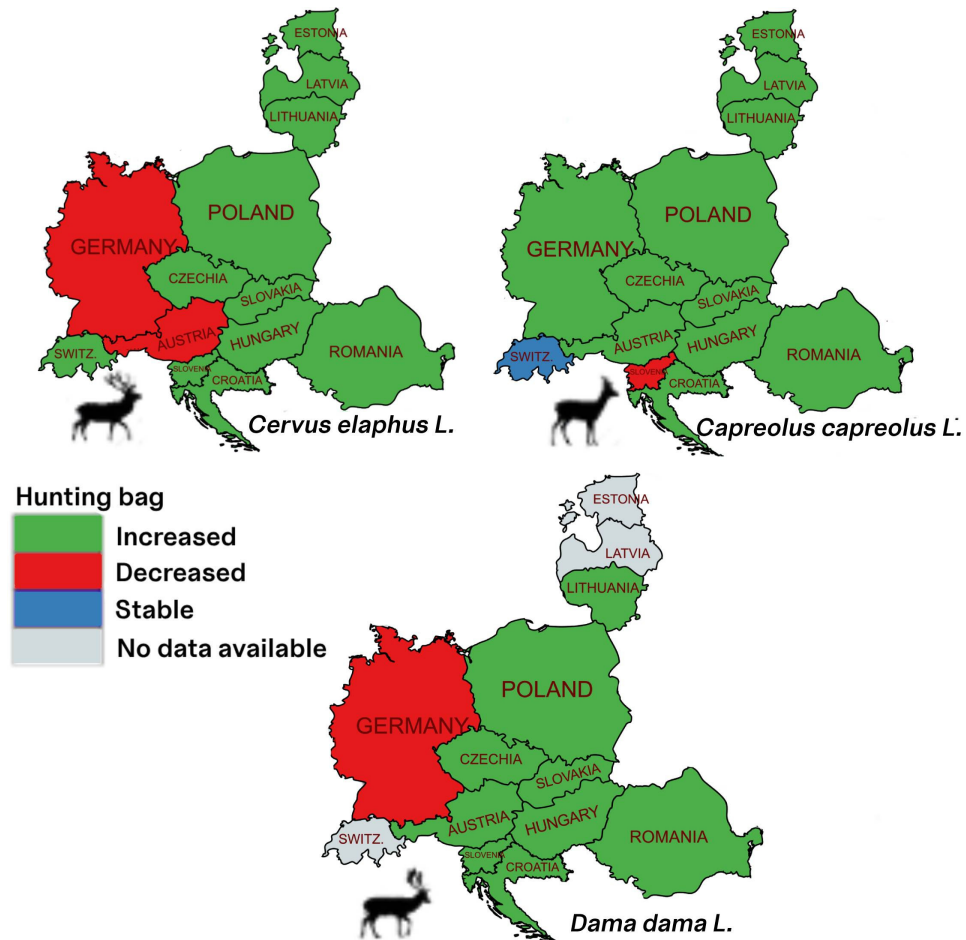 ESTONIA
LATVIA
LITHUANIA
POLAND
GERMANY
CZECHIA
SLOVAKIA
AUSTRIA
HUNGARY
SWITZ.
ROMANIA
SLOVENIA
CROATIA
Cervus elaphus L.
ESTONIA
LATVIA
LITHUANIA
POLAND
GERMANY
CZECHIA
SLOVAKIA
AUSTRIA
HUNGARY
SWITZ.
ROMANIA
SLOVENIA
CROATIA
Capreolus capreolus L.
Hunting bag
Increased
Decreased
Stable
No data available
ESTONIA
LATVIA
LITHUANIA
POLAND
GERMANY
CZECHIA
SLOVAKIA
AUSTRIA
HUNGARY
SWITZ.
ROMANIA
SLOVENIA
CROATIA
Dama dama L.